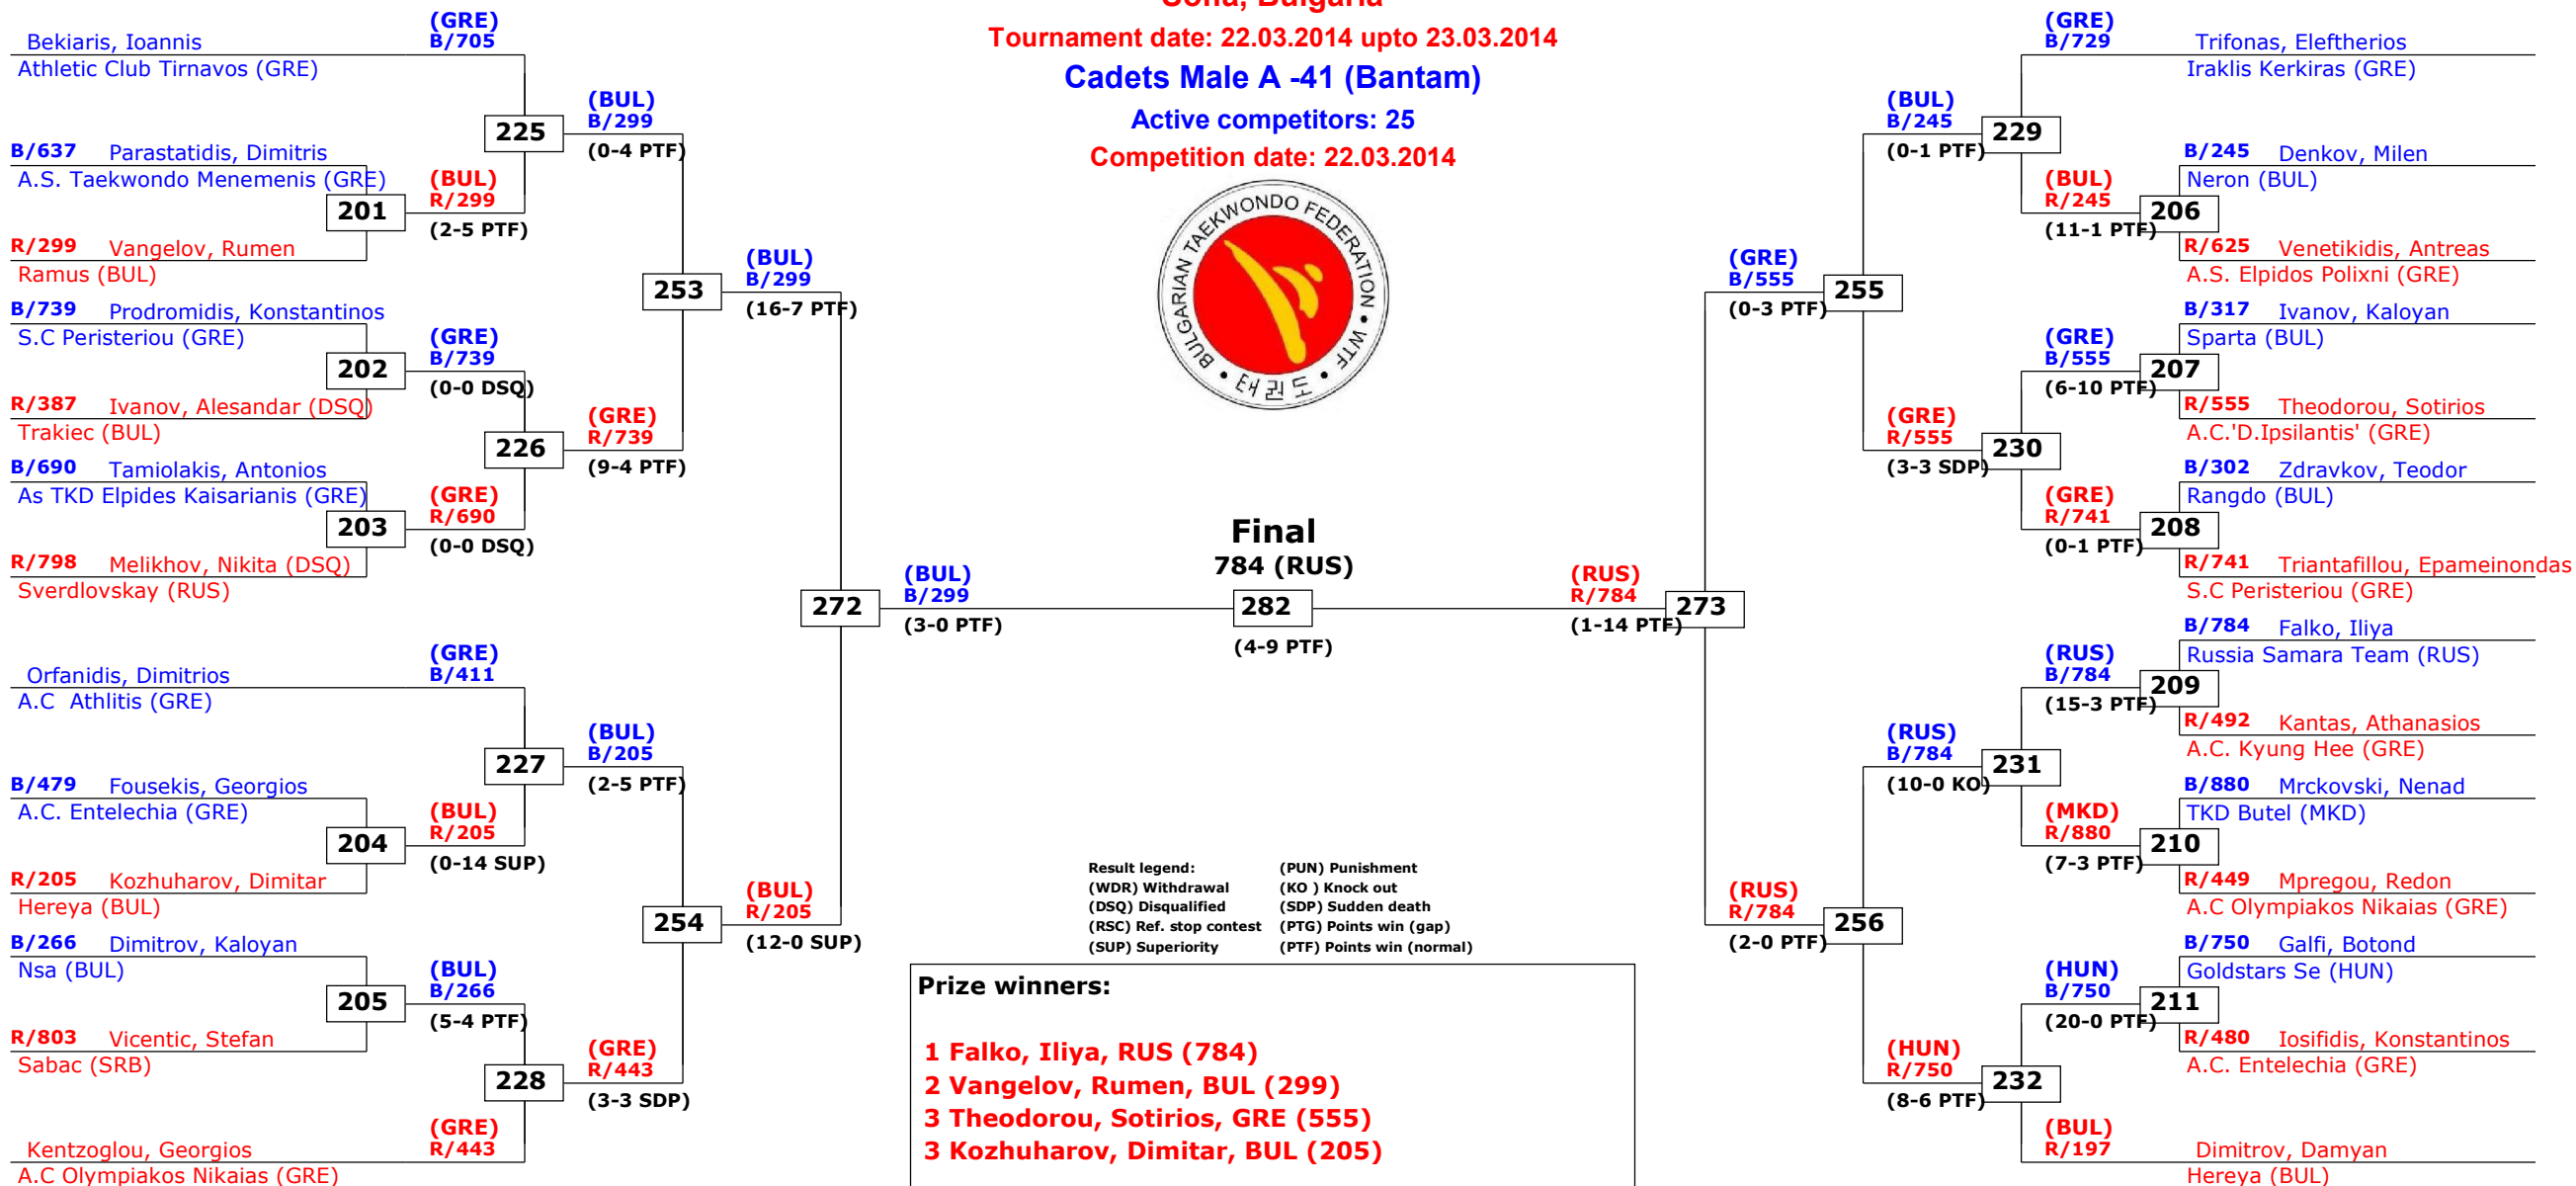 Sofia, Bulgaria
Tournament date: 22.03.2014 upto 23.03.2014
Cadets Male A -41 (Bantam)
Active competitors: 25
Competition date: 22.03.2014
BULGARIAN TAEKWONDO FEDERATION • WTF • 태권도 •
Bekiaris, Ioannis
(GRE)
B/705
Athletic Club Tirnavos (GRE)
225
(BUL)
B/299
(0-4 PTF)
B/637 Parastatidis, Dimitris
A.S. Taekwondo Menemenis (GRE)
201
(BUL)
R/299
(2-5 PTF)
R/299 Vangelov, Rumen
Ramus (BUL)
253
(BUL)
B/299
(16-7 PTF)
B/739 Prodromidis, Konstantinos
S.C Peristeriou (GRE)
202
(GRE)
B/739
(0-0 DSQ)
R/387 Ivanov, Alesandar (DSQ)
Trakiec (BUL)
226
(GRE)
R/739
(9-4 PTF)
B/690 Tamiolakis, Antonios
As TKD Elpides Kaisarianis (GRE)
203
(GRE)
R/690
(0-0 DSQ)
R/798 Melikhov, Nikita (DSQ)
Sverdlovskay (RUS)
272
(BUL)
B/299
(3-0 PTF)
Orfanidis, Dimitrios
(GRE)
B/411
A.C Athlitis (GRE)
227
(BUL)
B/205
(2-5 PTF)
B/479 Fousekis, Georgios
A.C. Entelechia (GRE)
204
(BUL)
R/205
(0-14 SUP)
R/205 Kozhuharov, Dimitar
Hereya (BUL)
254
(BUL)
R/205
(12-0 SUP)
B/266 Dimitrov, Kaloyan
Nsa (BUL)
205
(BUL)
B/266
(5-4 PTF)
R/803 Vicentic, Stefan
Sabac (SRB)
228
(GRE)
R/443
(3-3 SDP)
Kentzoglou, Georgios
(GRE)
R/443
A.C Olympiakos Nikaias (GRE)
Final
784 (RUS)
282
(4-9 PTF)
(GRE)
B/729
Trifonas, Eleftherios
Iraklis Kerkiras (GRE)
(BUL)
B/245
(0-1 PTF)
229
B/245 Denkov, Milen
Neron (BUL)
(BUL)
R/245
(11-1 PTF)
206
R/625 Venetikidis, Antreas
A.S. Elpidos Polixni (GRE)
(GRE)
B/555
(0-3 PTF)
255
B/317 Ivanov, Kaloyan
Sparta (BUL)
(GRE)
B/555
(6-10 PTF)
207
R/555 Theodorou, Sotirios
A.C.'D.Ipsilantis' (GRE)
(GRE)
R/555
(3-3 SDP)
230
B/302 Zdravkov, Teodor
Rangdo (BUL)
(GRE)
R/741
(0-1 PTF)
208
R/741 Triantafillou, Epameinondas
S.C Peristeriou (GRE)
(RUS)
R/784
(1-14 PTF)
273
B/784 Falko, Iliya
Russia Samara Team (RUS)
(RUS)
B/784
(15-3 PTF)
209
R/492 Kantas, Athanasios
A.C. Kyung Hee (GRE)
(RUS)
B/784
(10-0 KO)
231
B/880 Mrckovski, Nenad
TKD Butel (MKD)
(MKD)
R/880
(7-3 PTF)
210
R/449 Mpregou, Redon
A.C Olympiakos Nikaias (GRE)
(RUS)
R/784
(2-0 PTF)
256
B/750 Galfi, Botond
Goldstars Se (HUN)
(HUN)
B/750
(20-0 PTF)
211
R/480 Iosifidis, Konstantinos
A.C. Entelechia (GRE)
(HUN)
R/750
(8-6 PTF)
232
(BUL)
R/197
Dimitrov, Damyan
Hereya (BUL)
Result legend: (PUN) Punishment
(WDR) Withdrawal (KO ) Knock out
(DSQ) Disqualified (SDP) Sudden death
(RSC) Ref. stop contest (PTG) Points win (gap)
(SUP) Superiority (PTF) Points win (normal)
Prize winners:
1 Falko, Iliya, RUS (784)
2 Vangelov, Rumen, BUL (299)
3 Theodorou, Sotirios, GRE (555)
3 Kozhuharov, Dimitar, BUL (205)